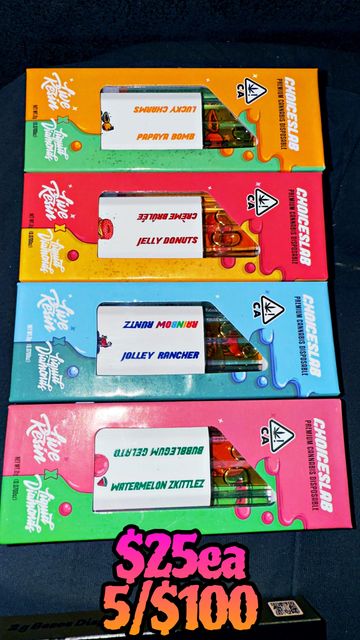 Live
Resin
X
Liquid
Diamonds
LUCKY CHARMS
PAPAYA BOMB
CA
CHOICESLAB
PREMIUM CANNABIS DISPOSABLE
Live
Resin
X
Liquid
Diamonds
CRÈME BRÛLÉE
JELLY DONUTS
CA
CHOICESLAB
PREMIUM CANNABIS DISPOSABLE
Live
Resin
X
Liquid
Diamonds
RAINBOW RUNTZ
JOLLEY RANCHER
CA
CHOICESLAB
PREMIUM CANNABIS DISPOSABLE
Live
Resin
X
Liquid
Diamonds
BUBBLEGUM GELATO
WATERMELON ZKITTLEZ
CA
CHOICESLAB
PREMIUM CANNABIS DISPOSABLE
$25ea
5/$100